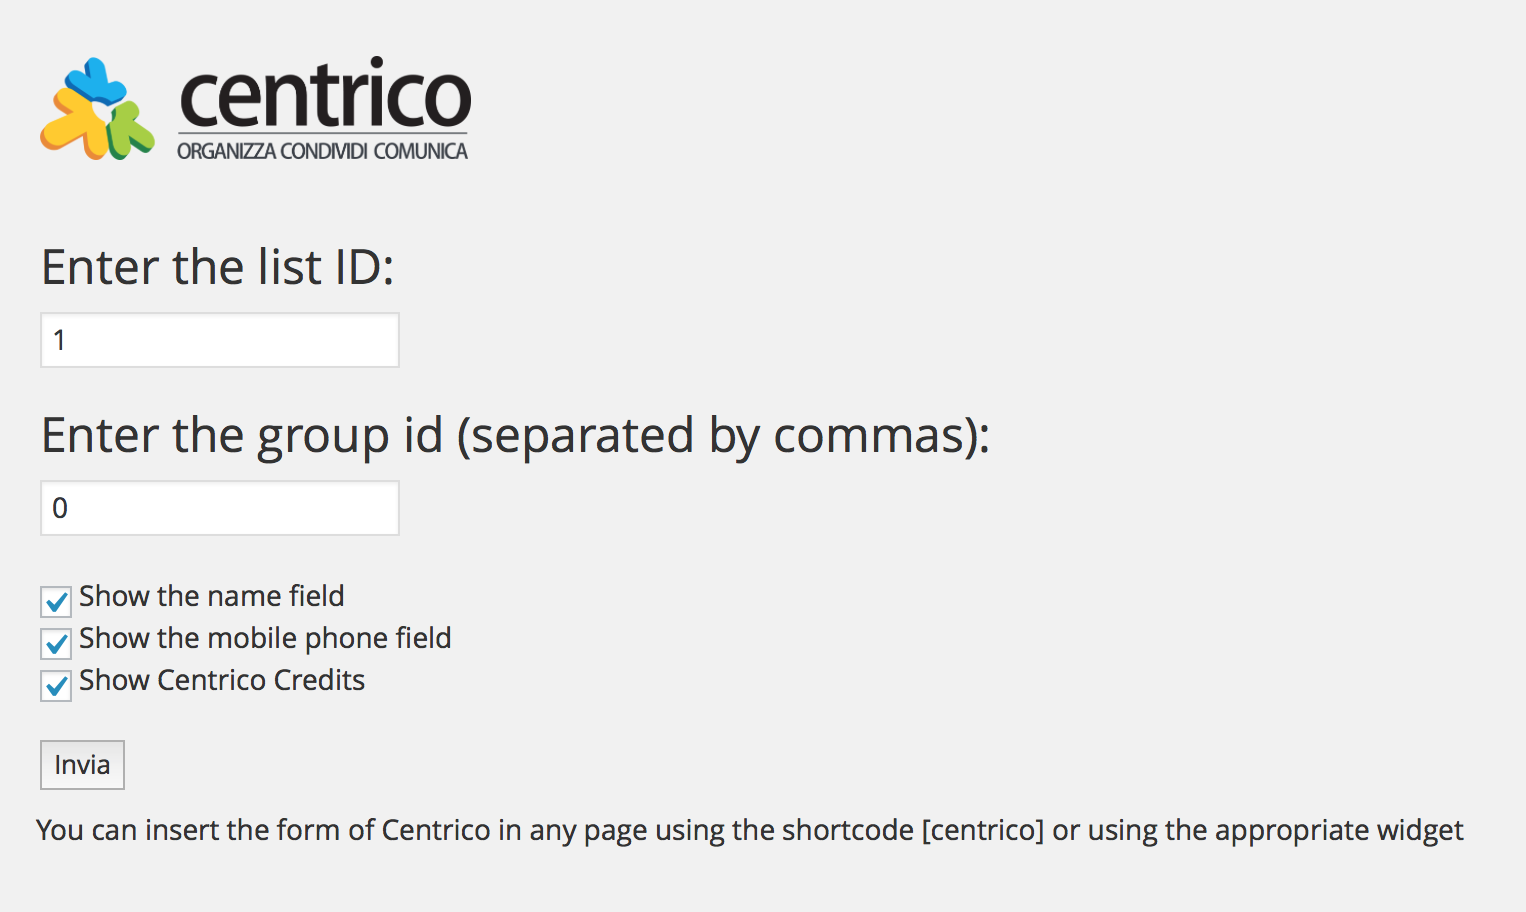 centrico
ORGANIZZA CONDIVIDI COMUNICA
Enter the list ID:
1
Enter the group id (separated by commas):
0
Show the name field
Show the mobile phone field
Show Centrico Credits
Invia
You can insert the form of Centrico in any page using the shortcode [centrico] or using the appropriate widget